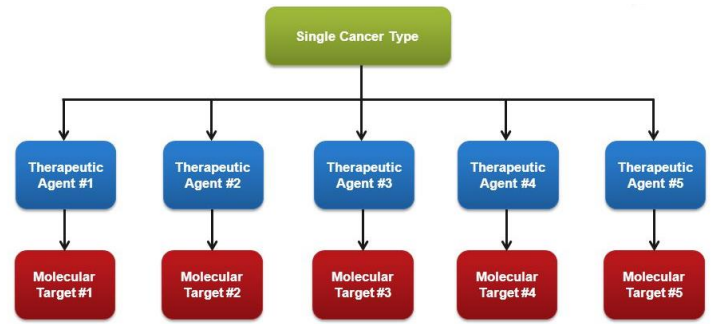 Single Cancer Type
Therapeutic
Agent #1
Therapeutic
Agent #2
Therapeutic
Agent #3
Therapeutic
Agent #4
Therapeutic
Agent #5
Molecular
Target #1
Molecular
Target #2
Molecular
Target #3
Molecular
Target #4
Molecular
Target #5